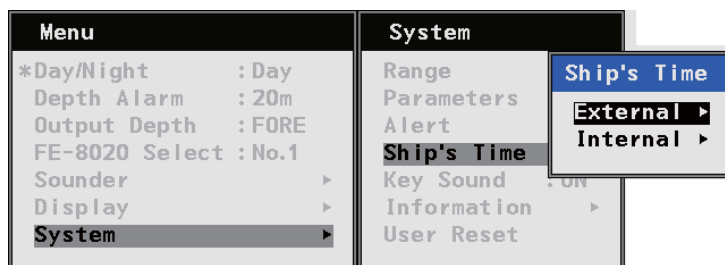 Menu
*Day/Night : Day
Depth Alarm : 20m
Output Depth : FORE
FE-8020 Select : No.1
Sounder ▸
Display ▸
System ▸
System
Range
Parameters
Alert
Ship's Time
Key Sound : ON
Information ▸
User Reset
Ship's Time
External ▸
Internal ▸